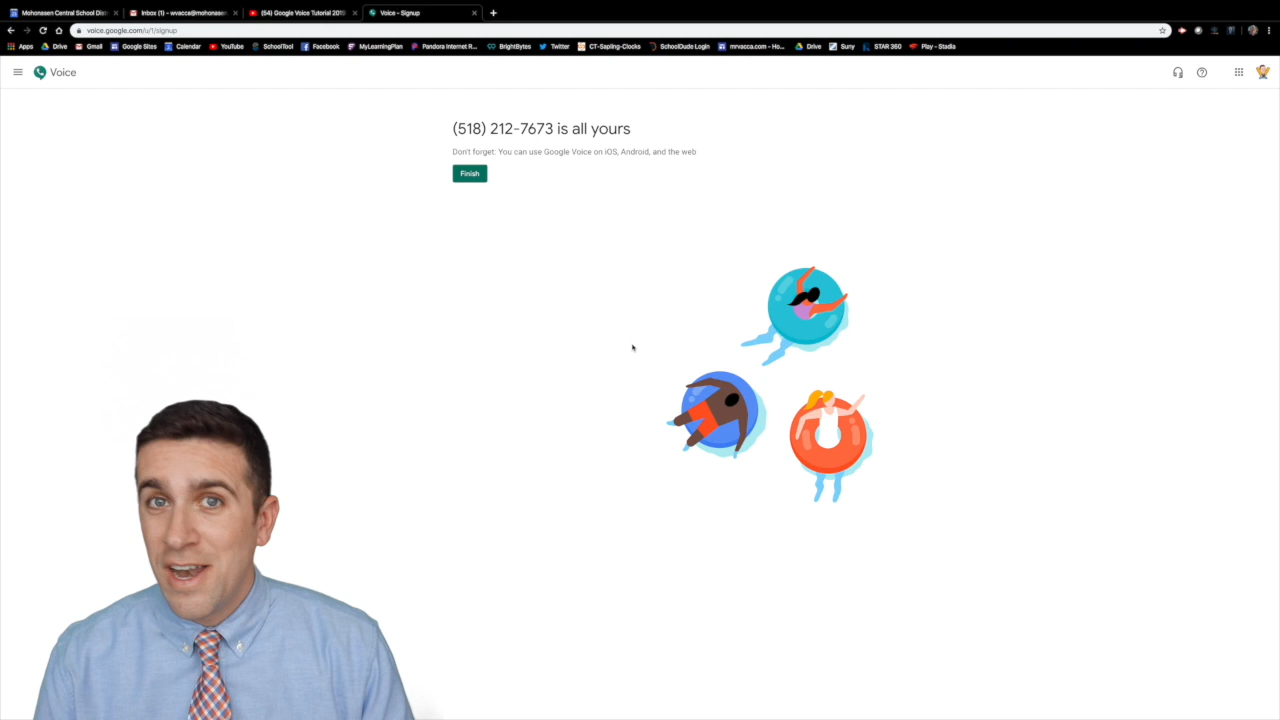 Mohonasen Central School Dist
Inbox (1) - wvacca@mohonasen
(54) Google Voice Tutorial 2019
Voice - Signup
voice.google.com/u/1/signup
Apps
Drive
Gmail
Google Sites
Calendar
YouTube
SchoolTool
Facebook
MyLearningPlan
Pandora Internet R...
BrightBytes
Twitter
CT-Sapling-Clocks
SchoolDude Login
mrvacca.com - Ho...
Drive
Suny
STAR 360
Play - Stadia
Voice
(518) 212-7673 is all yours
Don't forget: You can use Google Voice on iOS, Android, and the web
Finish